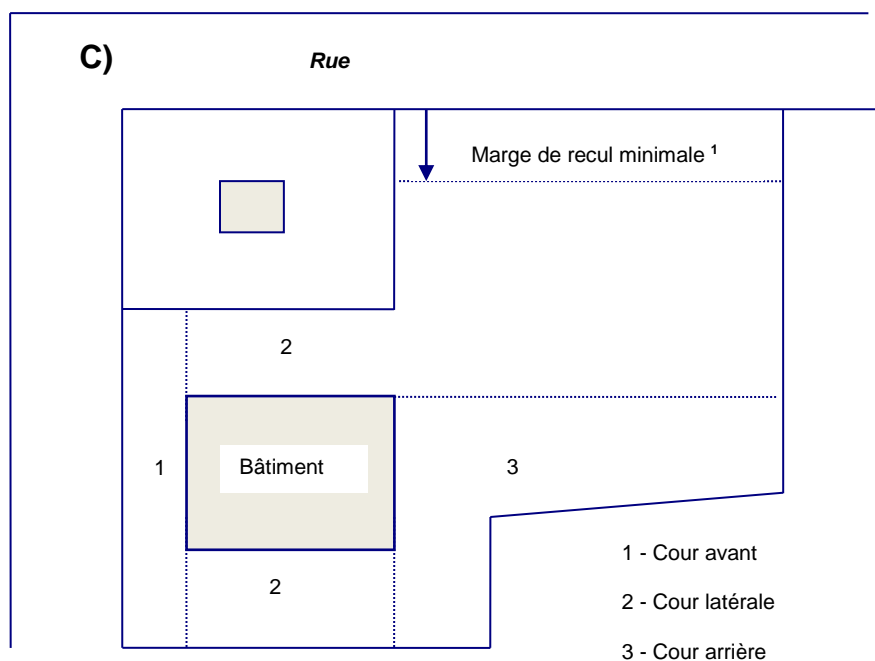 C)
Rue
Marge de recul minimale ¹
2
1
Bâtiment
3
2
1 - Cour avant
2 - Cour latérale
3 - Cour arrière